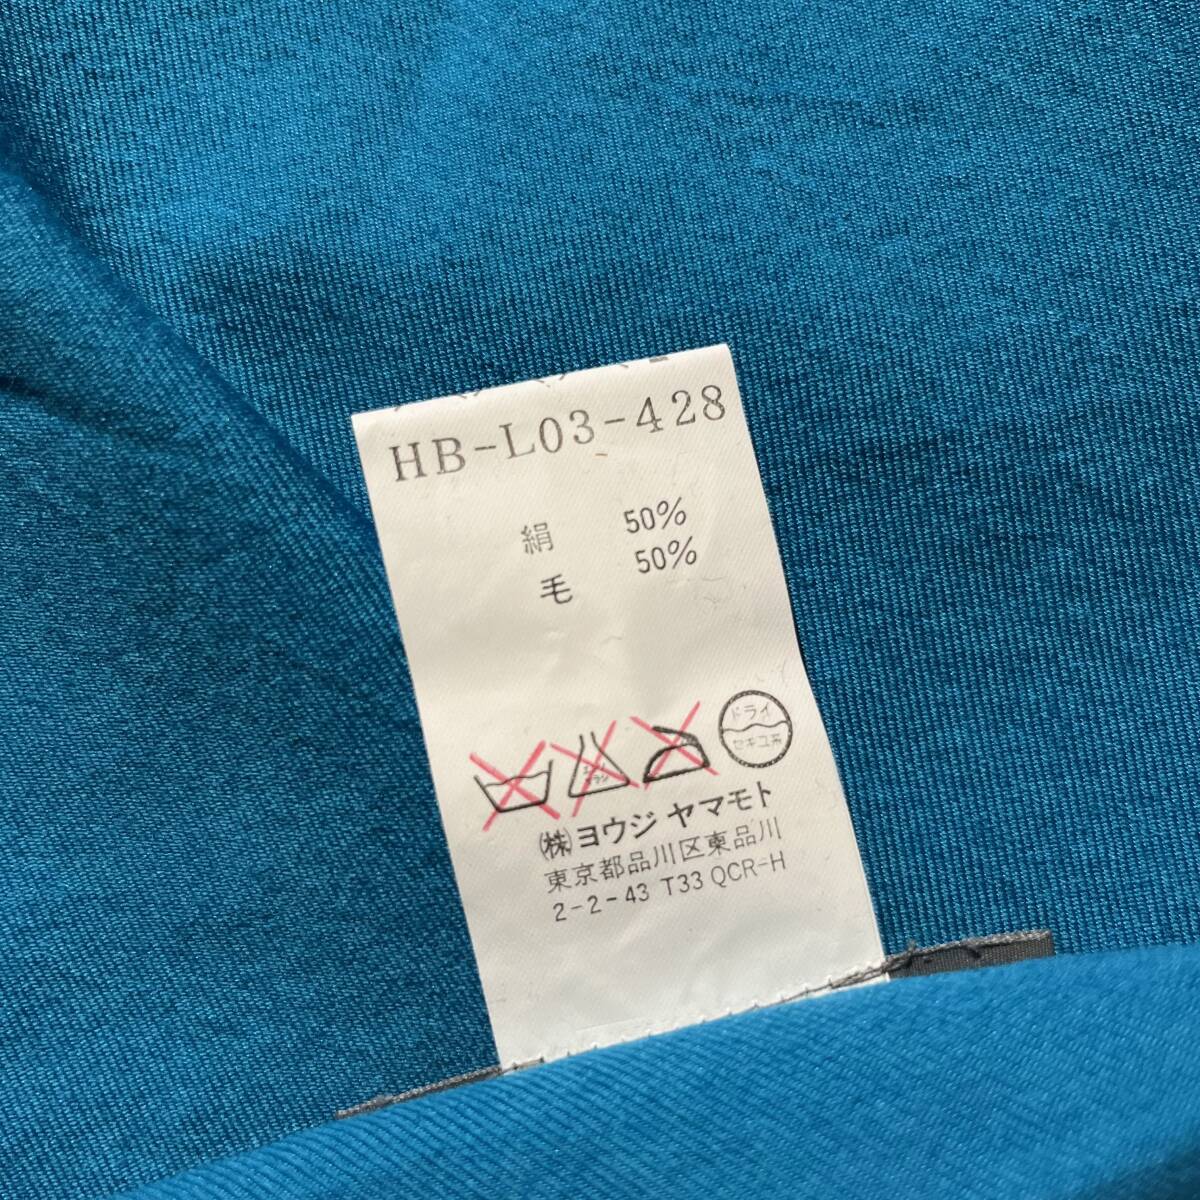 HB-L03-428
絹 50%
毛 50%
ドライ
セキユ系
㈱ヨウジ ヤマモト
東京都品川区東品川
2-2-43 T33 QCR-H